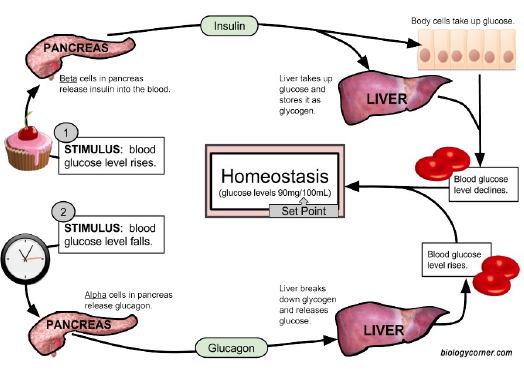 Insulin
Body cells take up glucose.
PANCREAS
Beta cells in pancreas
release insulin into the blood.
Liver takes up
glucose and
stores it as
glycogen.
LIVER
1
STIMULUS: blood
glucose level rises.
Homeostasis
(glucose levels 90mg/100mL)
Set Point
Blood glucose
level declines.
2
STIMULUS: blood
glucose level falls.
Blood glucose
level rises.
Alpha cells in pancreas
release glucagon.
Liver breaks
down glycogen
and releases
glucose.
PANCREAS
LIVER
Glucagon
biologycorner.com